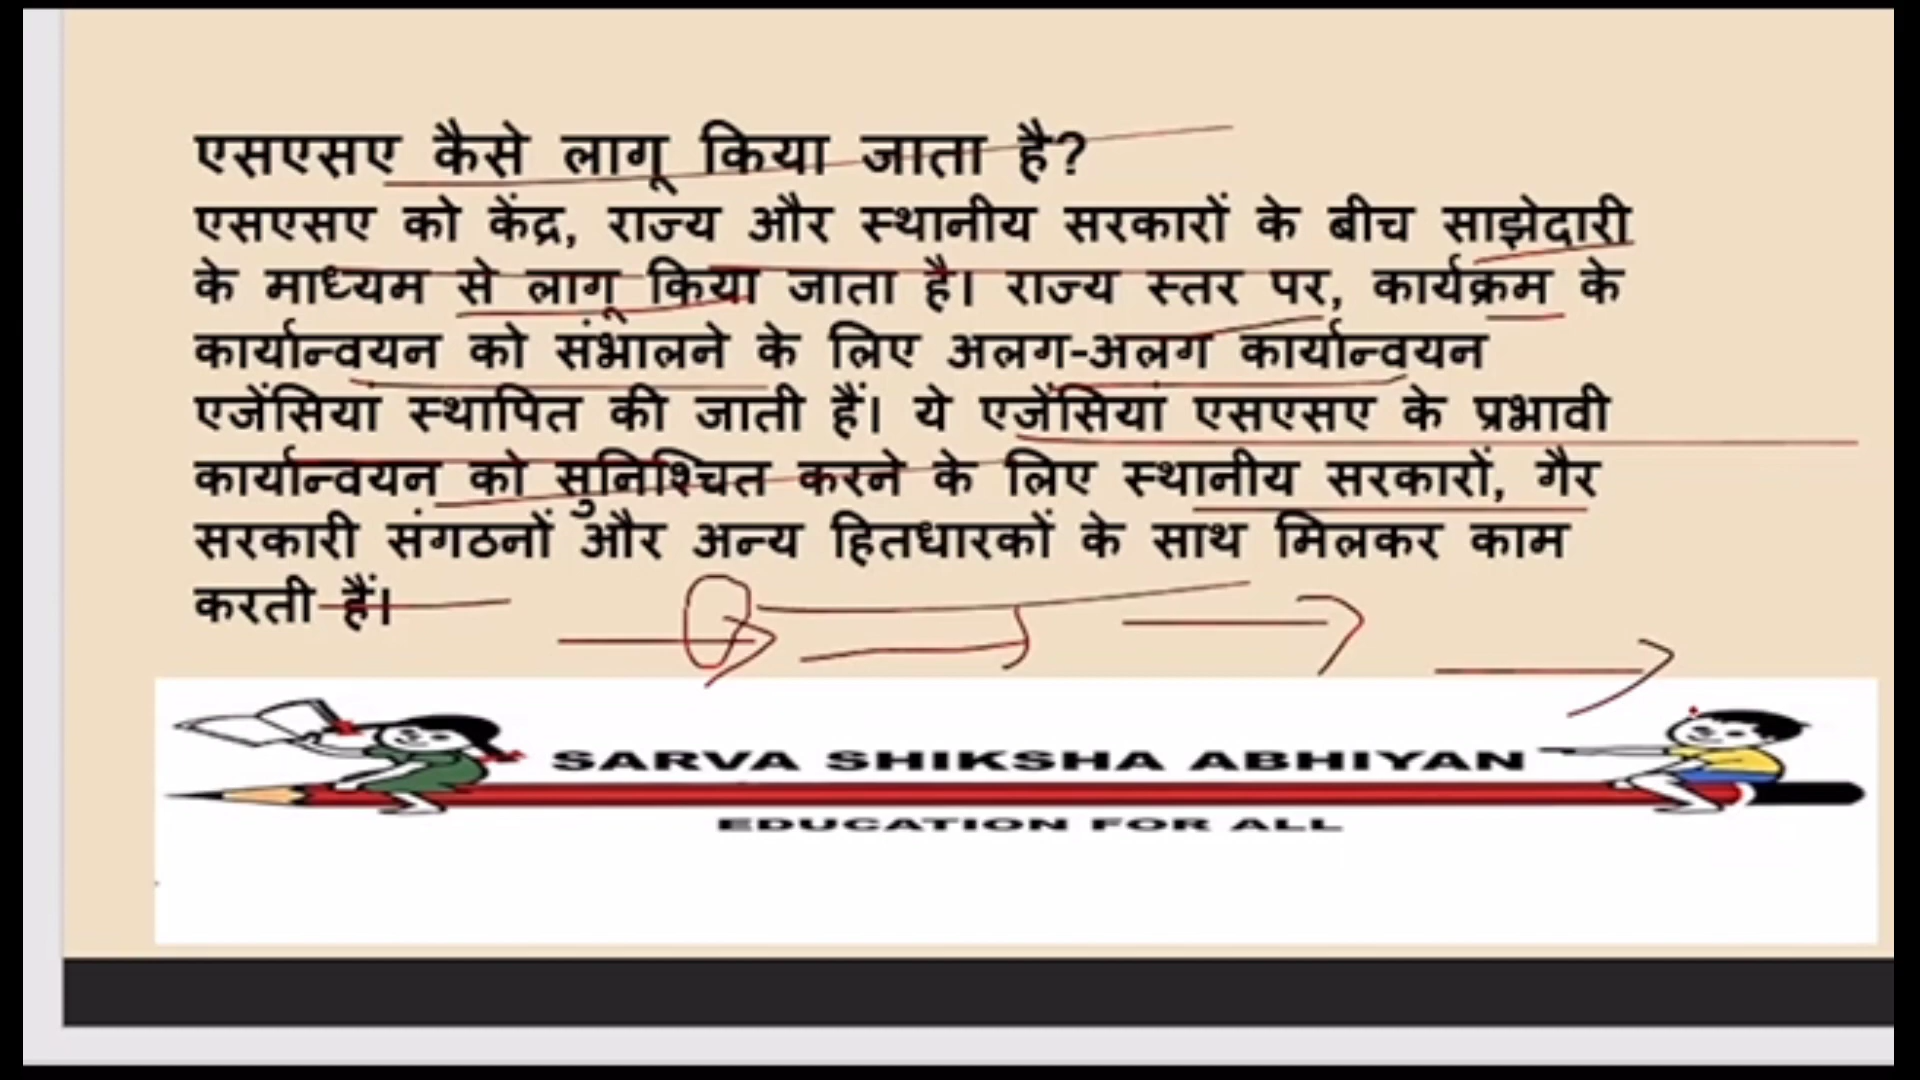 एसएसए कैसे लागू किया जाता है?
एसएसए को केंद्र, राज्य और स्थानीय सरकारों के बीच साझेदारी
के माध्यम से लागू किया जाता है। राज्य स्तर पर, कार्यक्रम के
कार्यान्वयन को संभालने के लिए अलग-अलग कार्यान्वयन
एजेंसियां स्थापित की जाती हैं। ये एजेंसियां एसएसए के प्रभावी
कार्यान्वयन को सुनिश्चित करने के लिए स्थानीय सरकारों, गैर
सरकारी संगठनों और अन्य हितधारकों के साथ मिलकर काम
करती हैं।
SARVA SHIKSHA ABHIYAN
EDUCATION FOR ALL